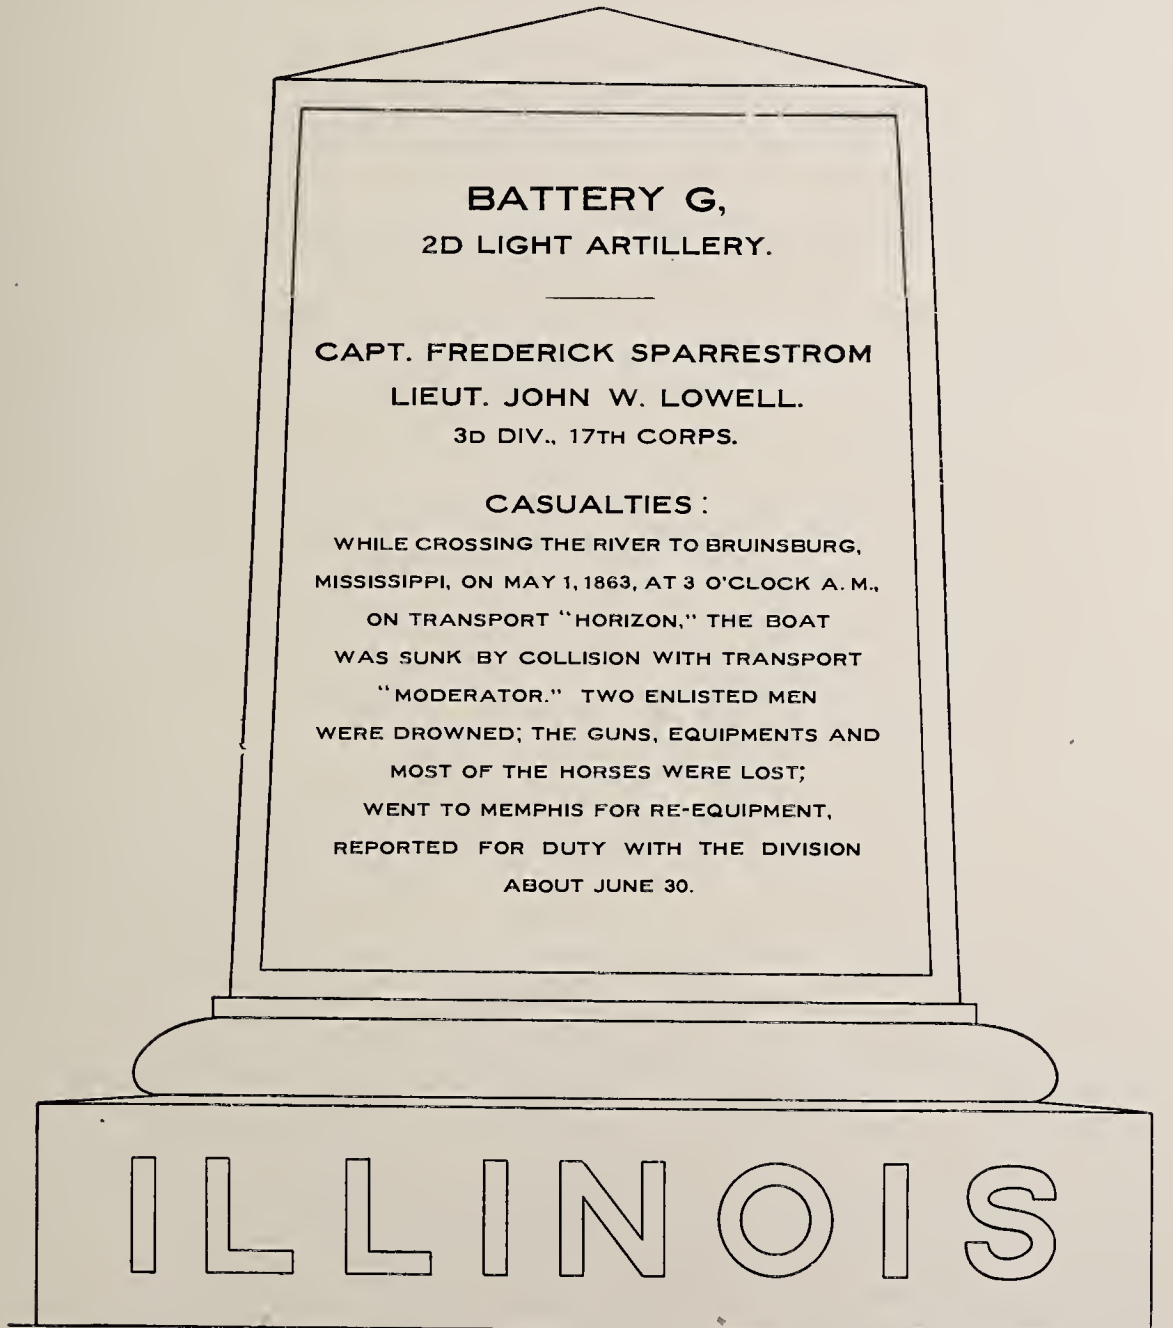 BATTERY G,
2D LIGHT ARTILLERY.
CAPT. FREDERICK SPARRESTROM
LIEUT. JOHN W. LOWELL.
3D DIV., 17TH CORPS.
CASUALTIES:
WHILE CROSSING THE RIVER TO BRUINSBURG,
MISSISSIPPI, ON MAY 1, 1863, AT 3 O'CLOCK A. M.,
ON TRANSPORT "HORIZON," THE BOAT
WAS SUNK BY COLLISION WITH TRANSPORT
"MODERATOR." TWO ENLISTED MEN
WERE DROWNED; THE GUNS, EQUIPMENTS AND
MOST OF THE HORSES WERE LOST;
WENT TO MEMPHIS FOR RE-EQUIPMENT,
REPORTED FOR DUTY WITH THE DIVISION
ABOUT JUNE 30.
ILLINOIS